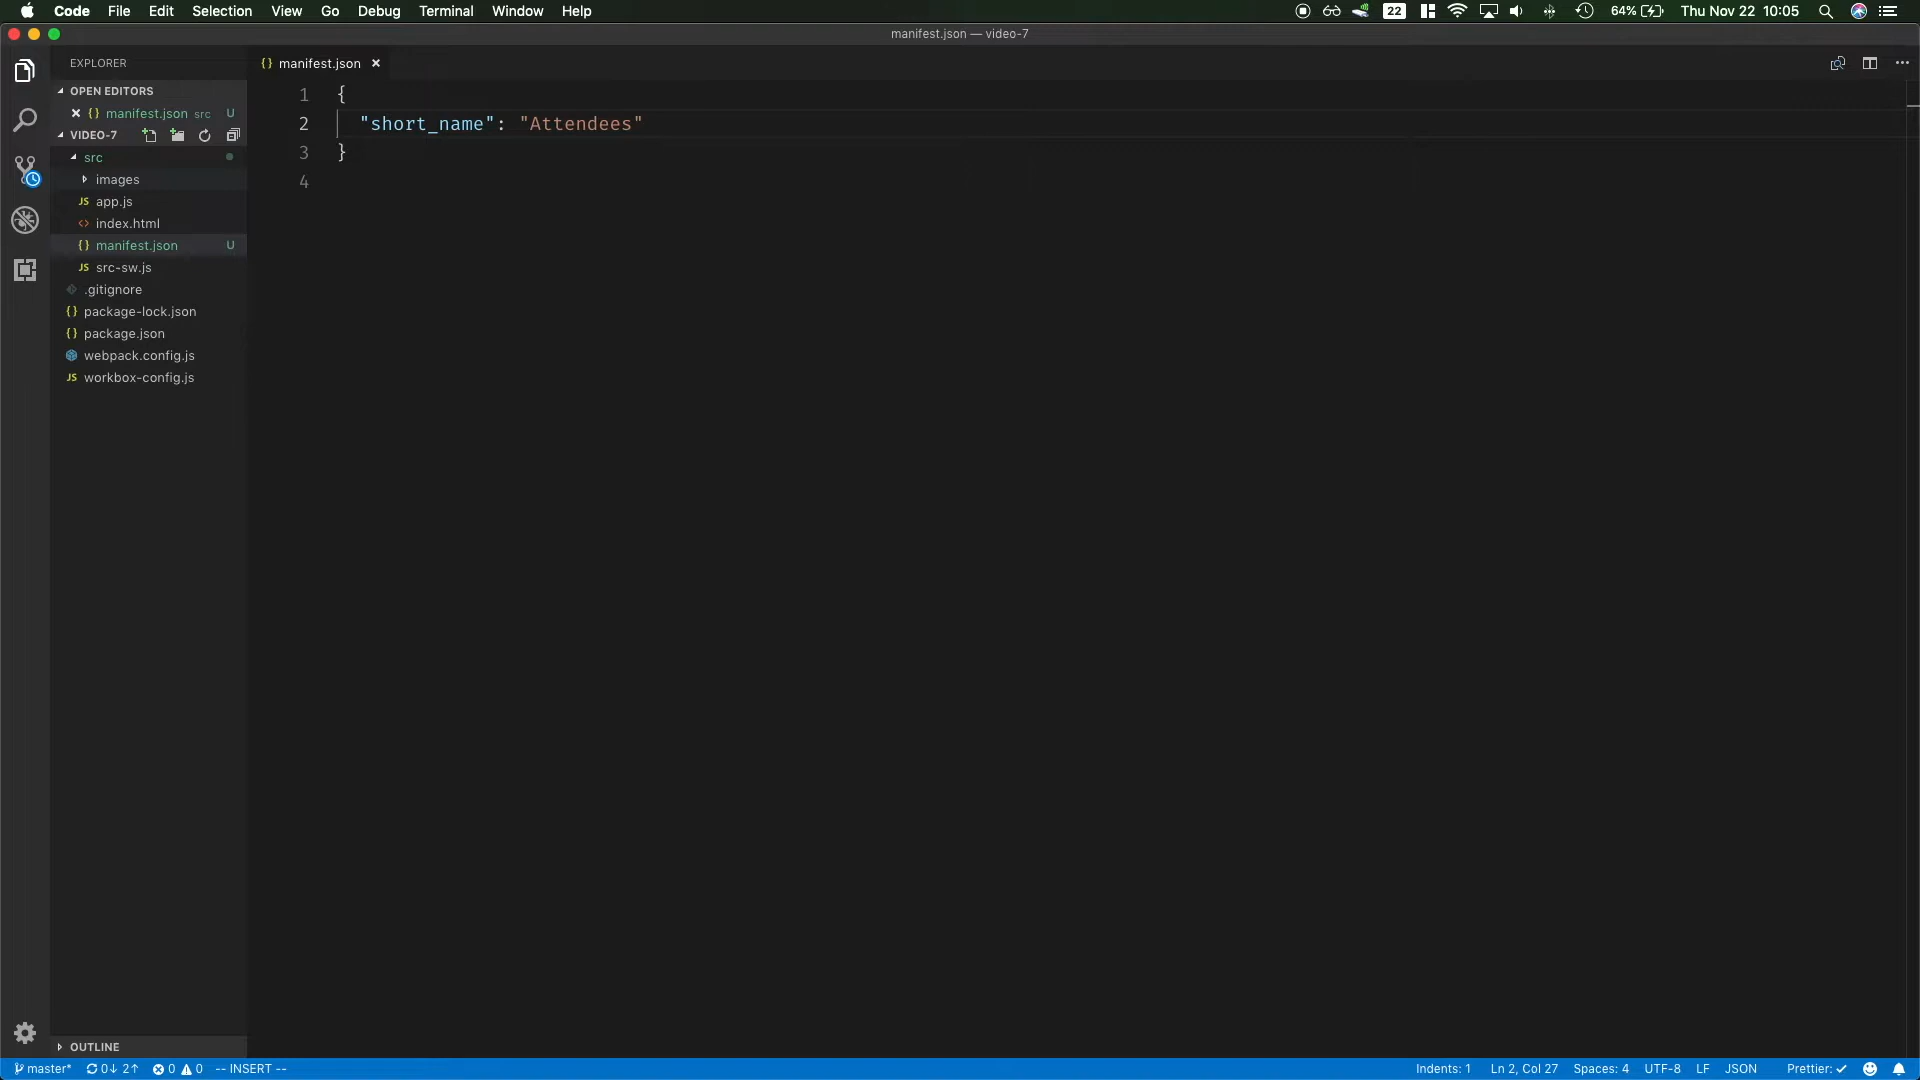 Code File Edit Selection View Go Debug Terminal Window Help 22 64% Thu Nov 22 10:05
manifest.json — video-7
EXPLORER
OPEN EDITORS
manifest.json src U
VIDEO-7
src
images
JS app.js
<> index.html
{} manifest.json U
JS src-sw.js
.gitignore
{} package-lock.json
{} package.json
webpack.config.js
JS workbox-config.js
OUTLINE
{} manifest.json ×
1 {
2 "short_name": "Attendees"
3 }
4
master* 0↓ 2↑ 0 0 -- INSERT -- Indents: 1 Ln 2, Col 27 Spaces: 4 UTF-8 LF JSON Prettier: ✓